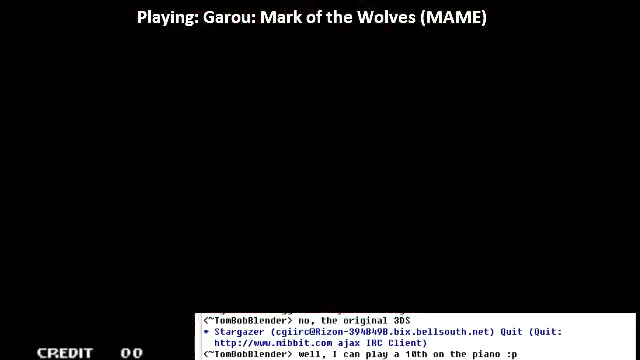 Playing: Garou: Mark of the Wolves (MAME)
<~TomBobBlender> no, the original 3DS
* Stargazer (cgiirc@Rizon-394B49B.bix.bellsouth.net) Quit (Quit:
http://www.mibbit.com ajax IRC Client)
<~TomBobBlender> well, I can play a 10th on the piano :p
CREDIT 00